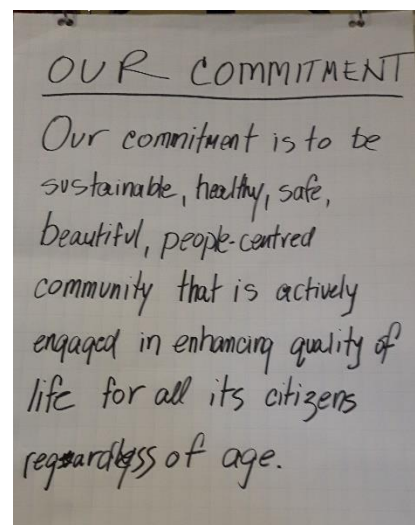 OUR COMMITMENT
Our commitment is to be
sustainable, healthy, safe,
beautiful, people-centred
community that is actively
engaged in enhancing quality of
life for all its citizens
regardless of age.